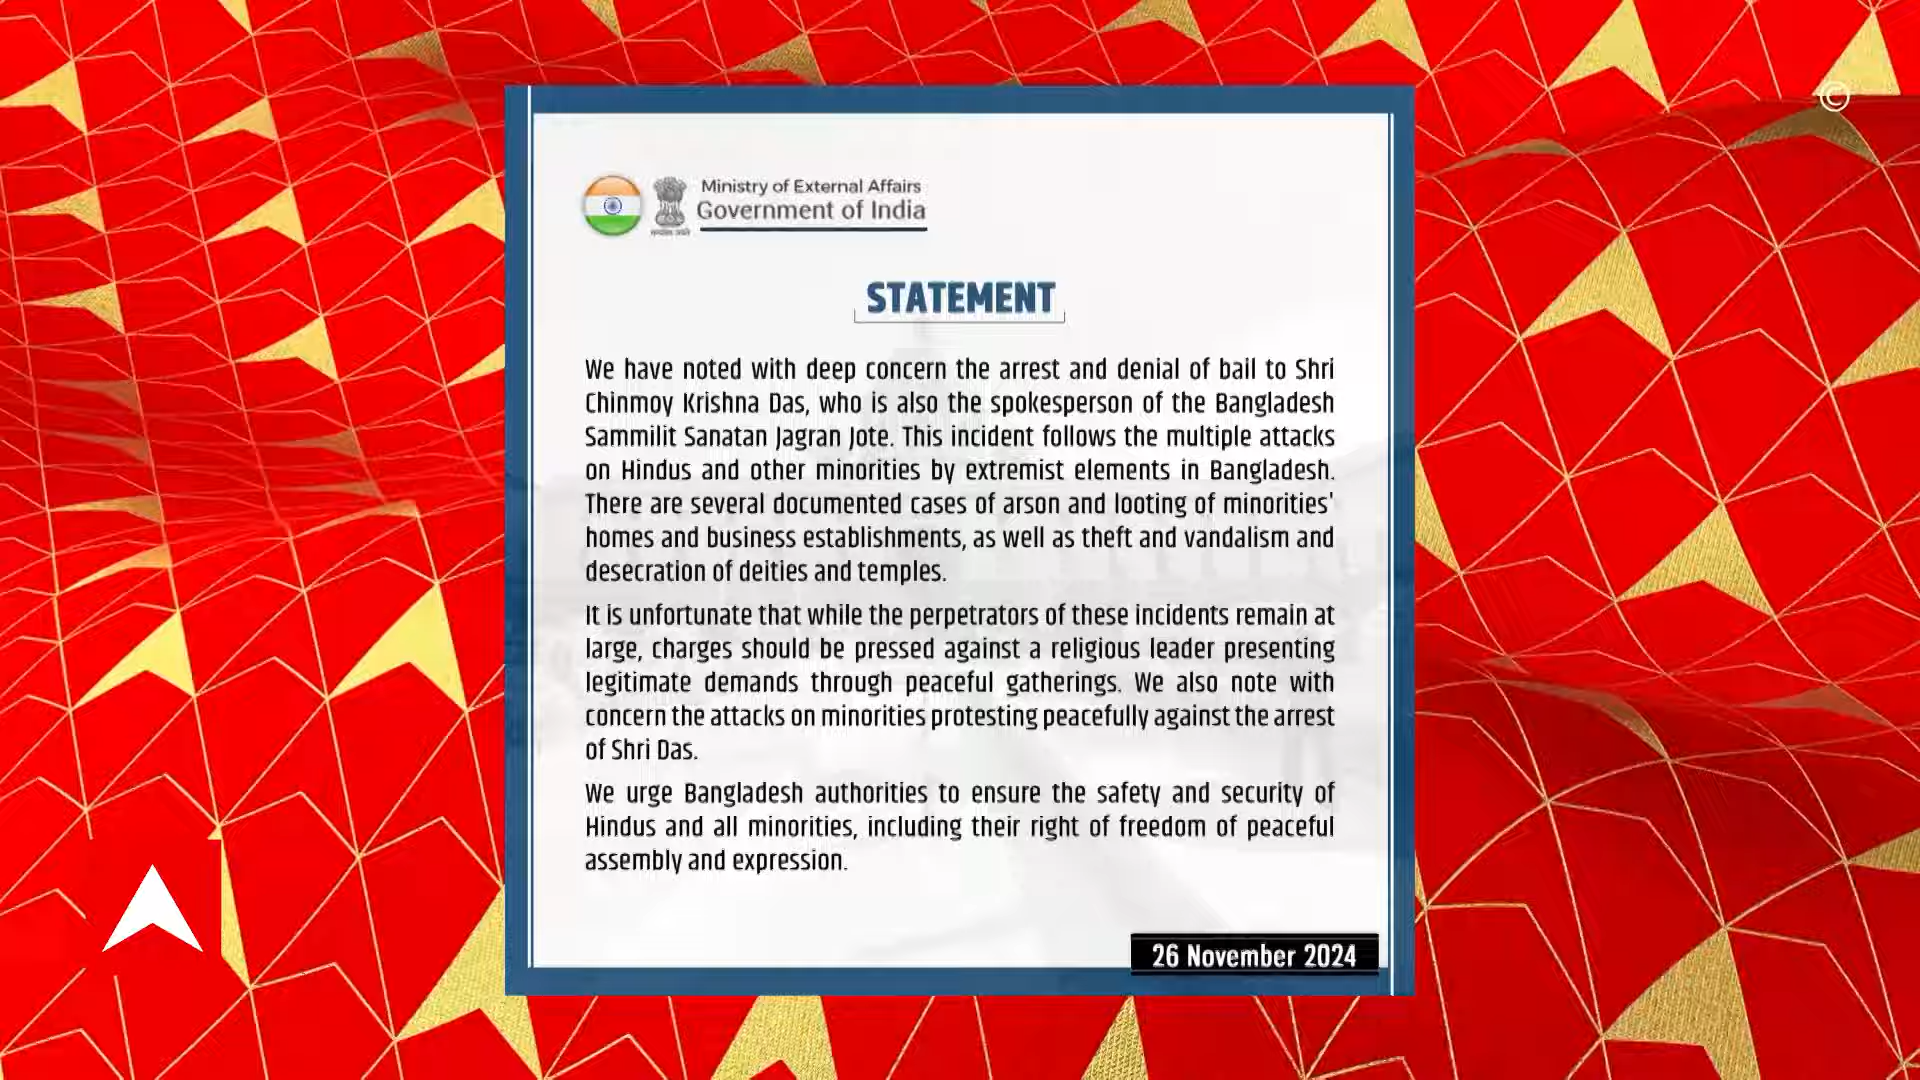 ©
Ministry of External Affairs
Government of India
STATEMENT
We have noted with deep concern the arrest and denial of bail to Shri
Chinmoy Krishna Das, who is also the spokesperson of the Bangladesh
Sammilit Sanatan Jagran Jote. This incident follows the multiple attacks
on Hindus and other minorities by extremist elements in Bangladesh.
There are several documented cases of arson and looting of minorities'
homes and business establishments, as well as theft and vandalism and
desecration of deities and temples.
It is unfortunate that while the perpetrators of these incidents remain at
large, charges should be pressed against a religious leader presenting
legitimate demands through peaceful gatherings. We also note with
concern the attacks on minorities protesting peacefully against the arrest
of Shri Das.
We urge Bangladesh authorities to ensure the safety and security of
Hindus and all minorities, including their right of freedom of peaceful
assembly and expression.
26 November 2024